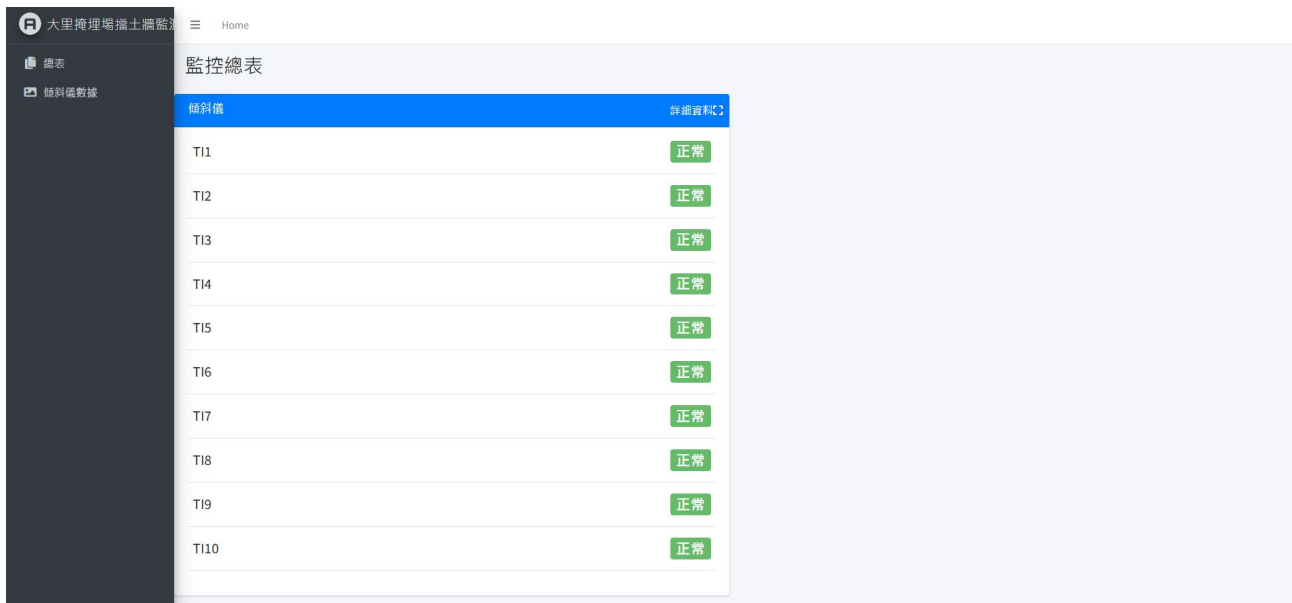 大里掩埋場擋土牆監測
Home
總表
傾斜儀數據
監控總表
傾斜儀 詳細資料
TI1 正常
TI2 正常
TI3 正常
TI4 正常
TI5 正常
TI6 正常
TI7 正常
TI8 正常
TI9 正常
TI10 正常